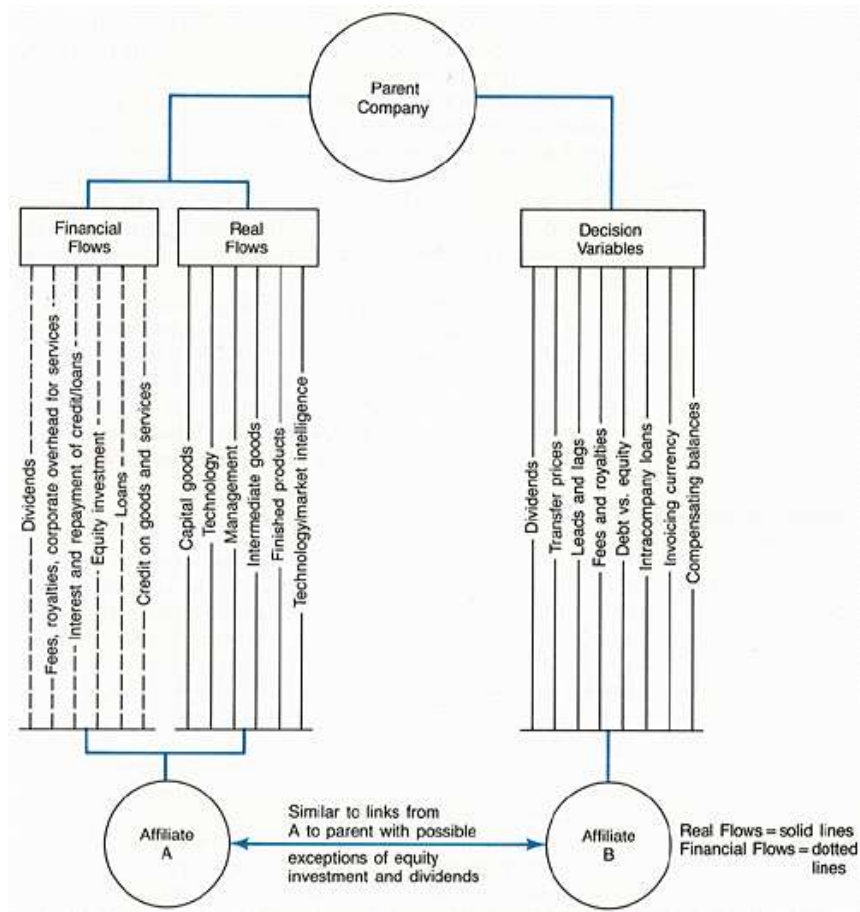 Parent
Company
Financial
Flows
Real
Flows
Decision
Variables
Dividends
Fees, royalties, corporate overhead for services
Interest and repayment of credit/loans
Equity investment
Loans
Credit on goods and services
Capital goods
Technology
Management
Intermediate goods
Finished products
Technology/market intelligence
Dividends
Transfer prices
Leads and lags
Fees and royalties
Debt vs. equity
Intracompany loans
Invoicing currency
Compensating balances
Affiliate
A
Similar to links from
A to parent with possible
exceptions of equity
investment and dividends
Affiliate
B
Real Flows = solid lines
Financial Flows = dotted
lines